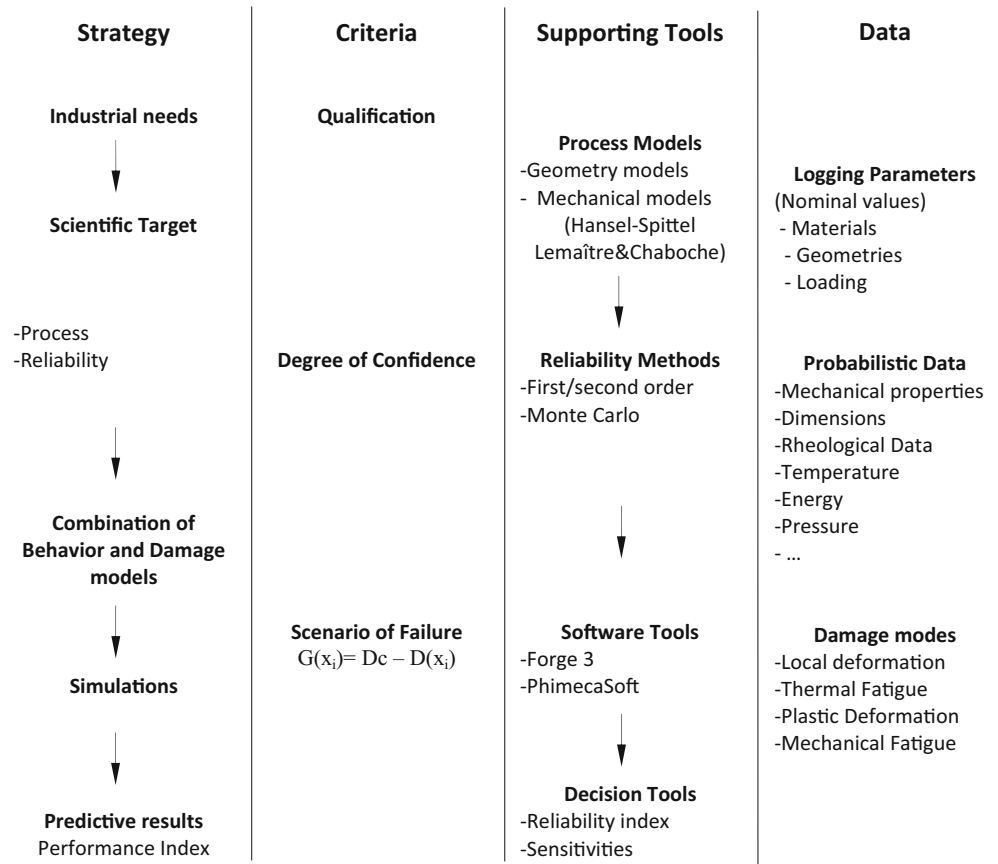 Strategy
Industrial needs
Scientific Target
-Process
-Reliability
Combination of
Behavior and Damage
models
Simulations
Predictive results
Performance Index
Criteria
Qualification
Degree of Confidence
Scenario of Failure
G(xᵢ)= Dc – D(xᵢ)
Supporting Tools
Process Models
-Geometry models
- Mechanical models
(Hansel-Spittel
Lemaître&Chaboche)
Reliability Methods
-First/second order
-Monte Carlo
Software Tools
-Forge 3
-PhimecaSoft
Decision Tools
-Reliability index
-Sensitivities
Data
Logging Parameters
(Nominal values)
- Materials
- Geometries
- Loading
Probabilistic Data
-Mechanical properties
-Dimensions
-Rheological Data
-Temperature
-Energy
-Pressure
- ...
Damage modes
-Local deformation
-Thermal Fatigue
-Plastic Deformation
-Mechanical Fatigue